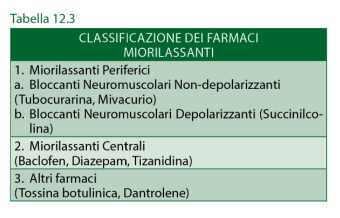 Tabella 12.3
CLASSIFICAZIONE DEI FARMACI
MIORILASSANTI
1. Miorilassanti Periferici
a. Bloccanti Neuromuscolari Non-depolarizzanti
(Tubocurarina, Mivacurio)
b. Bloccanti Neuromuscolari Depolarizzanti (Succinilco-
lina)
2. Miorilassanti Centrali
(Baclofen, Diazepam, Tizanidina)
3. Altri farmaci
(Tossina botulinica, Dantrolene)